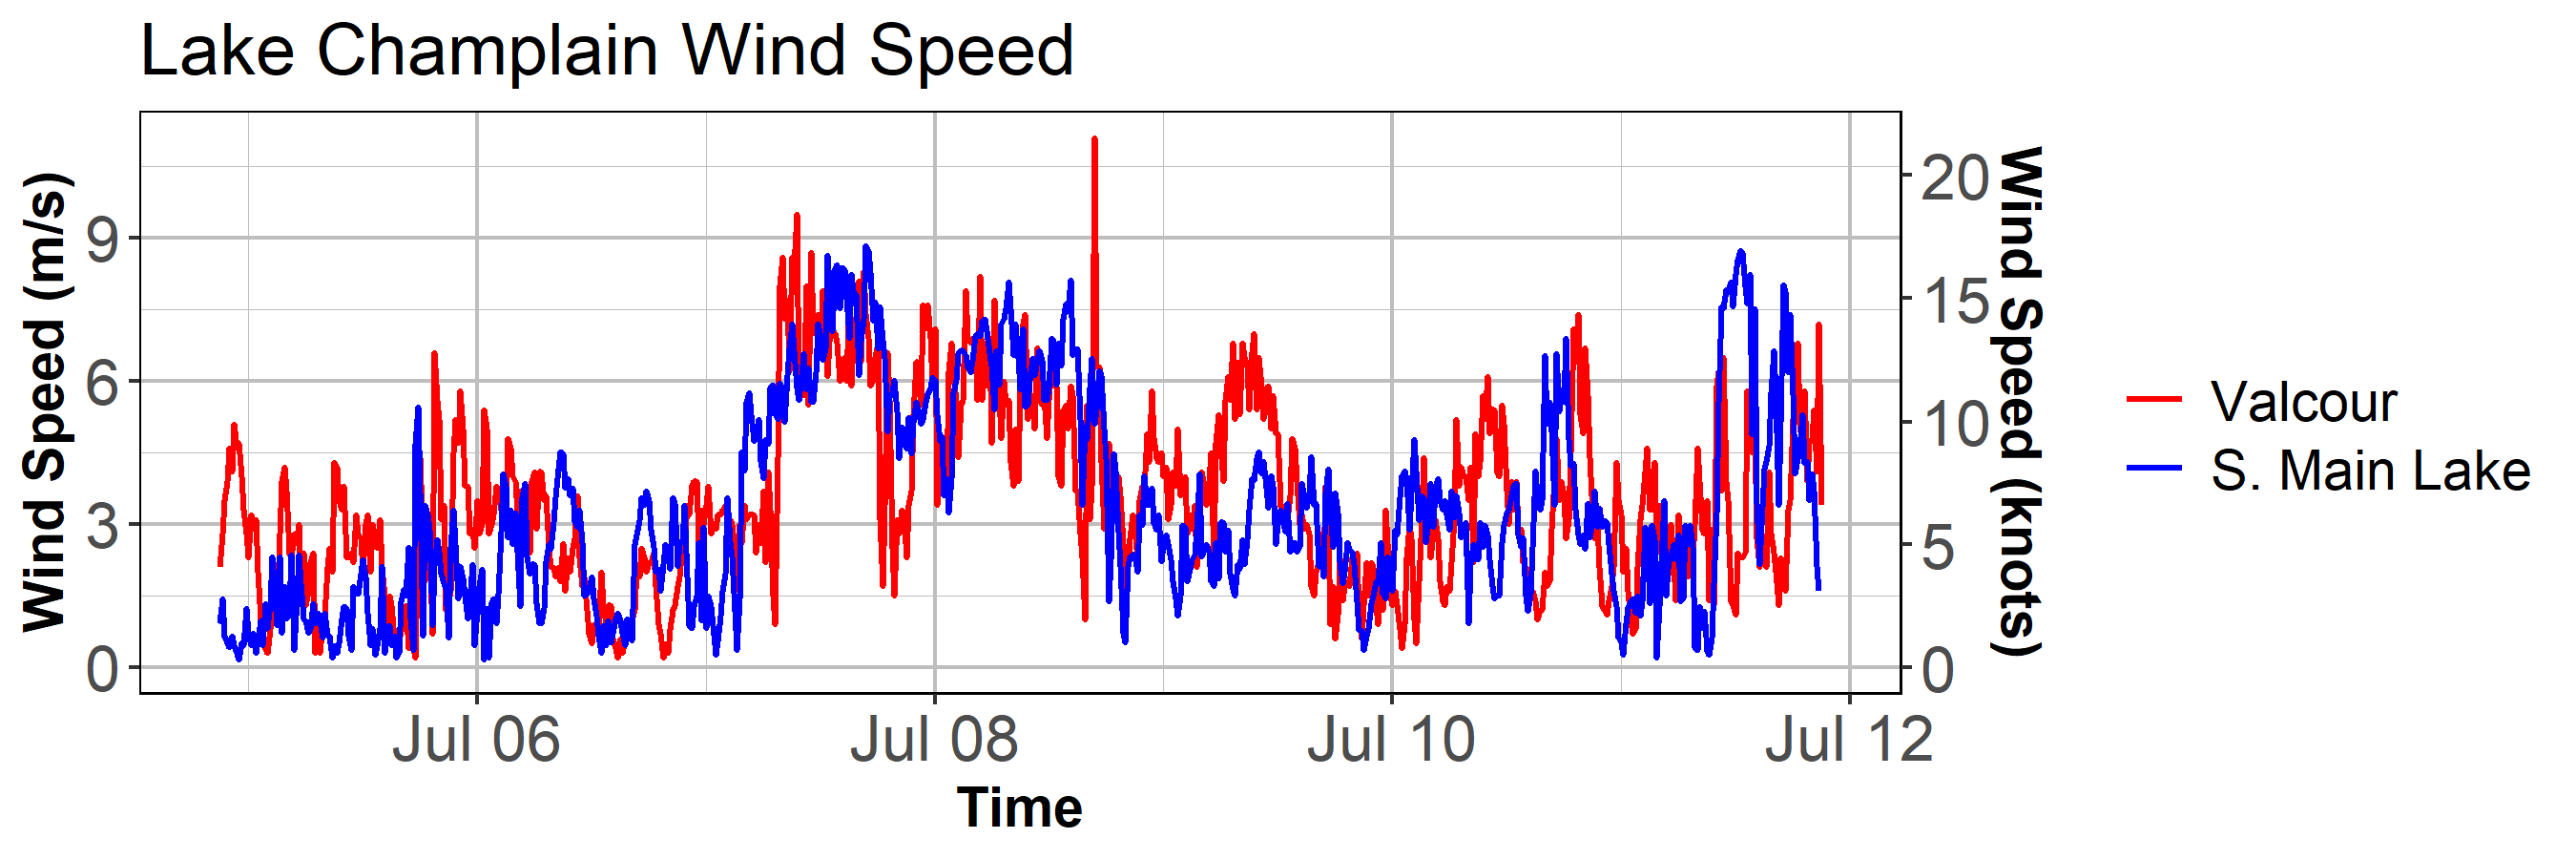 Lake Champlain Wind Speed
Wind Speed (m/s)
9
6
3
0
20
15
10
5
0
Wind Speed (knots)
Jul 06 Jul 08 Jul 10 Jul 12
Time
Valcour
S. Main Lake